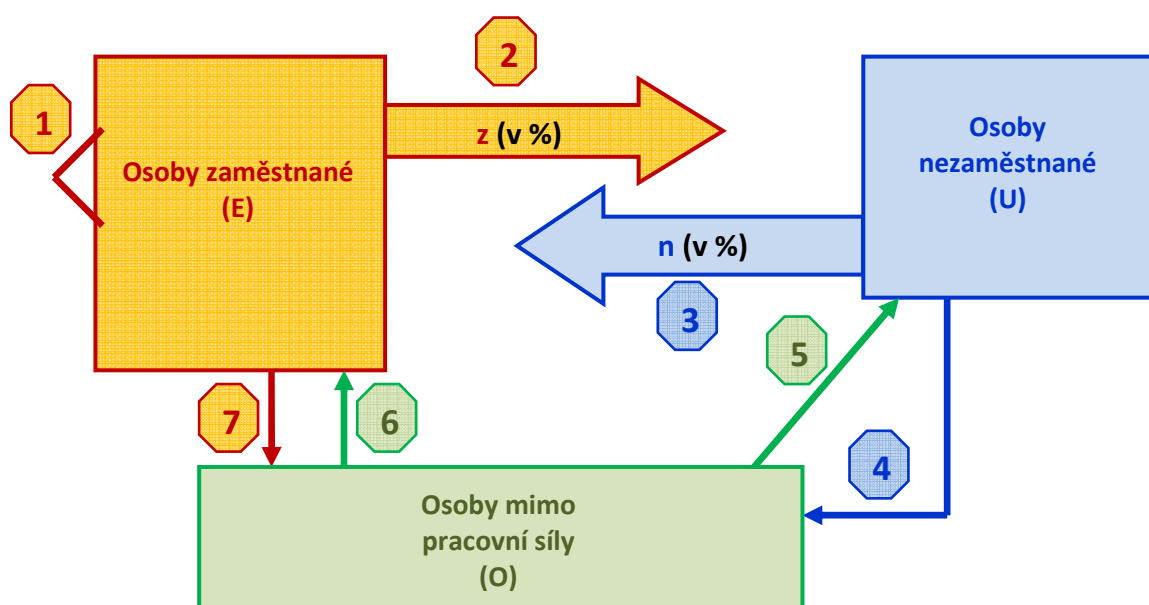 2
1
z (v %)
Osoby
nezaměstnané
(U)
Osoby zaměstnané
(E)
n (v %)
3
5
7
6
4
Osoby mimo
pracovní síly
(O)